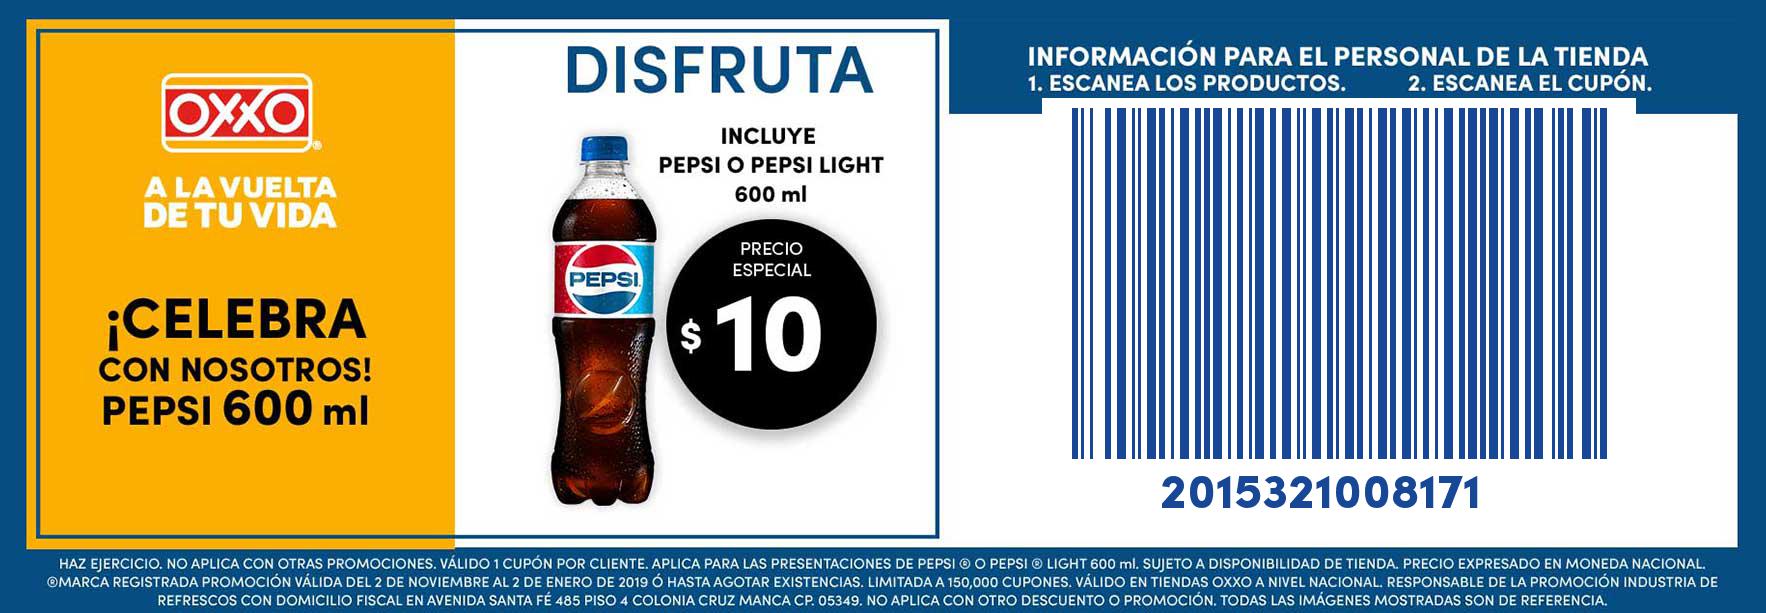 OXXO®
A LA VUELTA
DE TU VIDA
¡CELEBRA
CON NOSOTROS!
PEPSI 600 ml
DISFRUTA
INCLUYE
PEPSI O PEPSI LIGHT
600 ml
PRECIO
ESPECIAL
$10
PEPSI
INFORMACIÓN PARA EL PERSONAL DE LA TIENDA
1. ESCANEA LOS PRODUCTOS. 2. ESCANEA EL CUPÓN.
2015321008171
HAZ EJERCICIO. NO APLICA CON OTRAS PROMOCIONES. VÁLIDO 1 CUPÓN POR CLIENTE. APLICA PARA LAS PRESENTACIONES DE PEPSI ® O PEPSI ® LIGHT 600 ml. SUJETO A DISPONIBILIDAD DE TIENDA. PRECIO EXPRESADO EN MONEDA NACIONAL.
®MARCA REGISTRADA PROMOCIÓN VÁLIDA DEL 2 DE NOVIEMBRE AL 2 DE ENERO DE 2019 Ó HASTA AGOTAR EXISTENCIAS. LIMITADA A 150,000 CUPONES. VÁLIDO EN TIENDAS OXXO A NIVEL NACIONAL. RESPONSABLE DE LA PROMOCIÓN INDUSTRIA DE
REFRESCOS CON DOMICILIO FISCAL EN AVENIDA SANTA FÉ 485 PISO 4 COLONIA CRUZ MANCA CP. 05349. NO APLICA CON OTRO DESCUENTO O PROMOCIÓN. TODAS LAS IMÁGENES MOSTRADAS SON DE REFERENCIA.